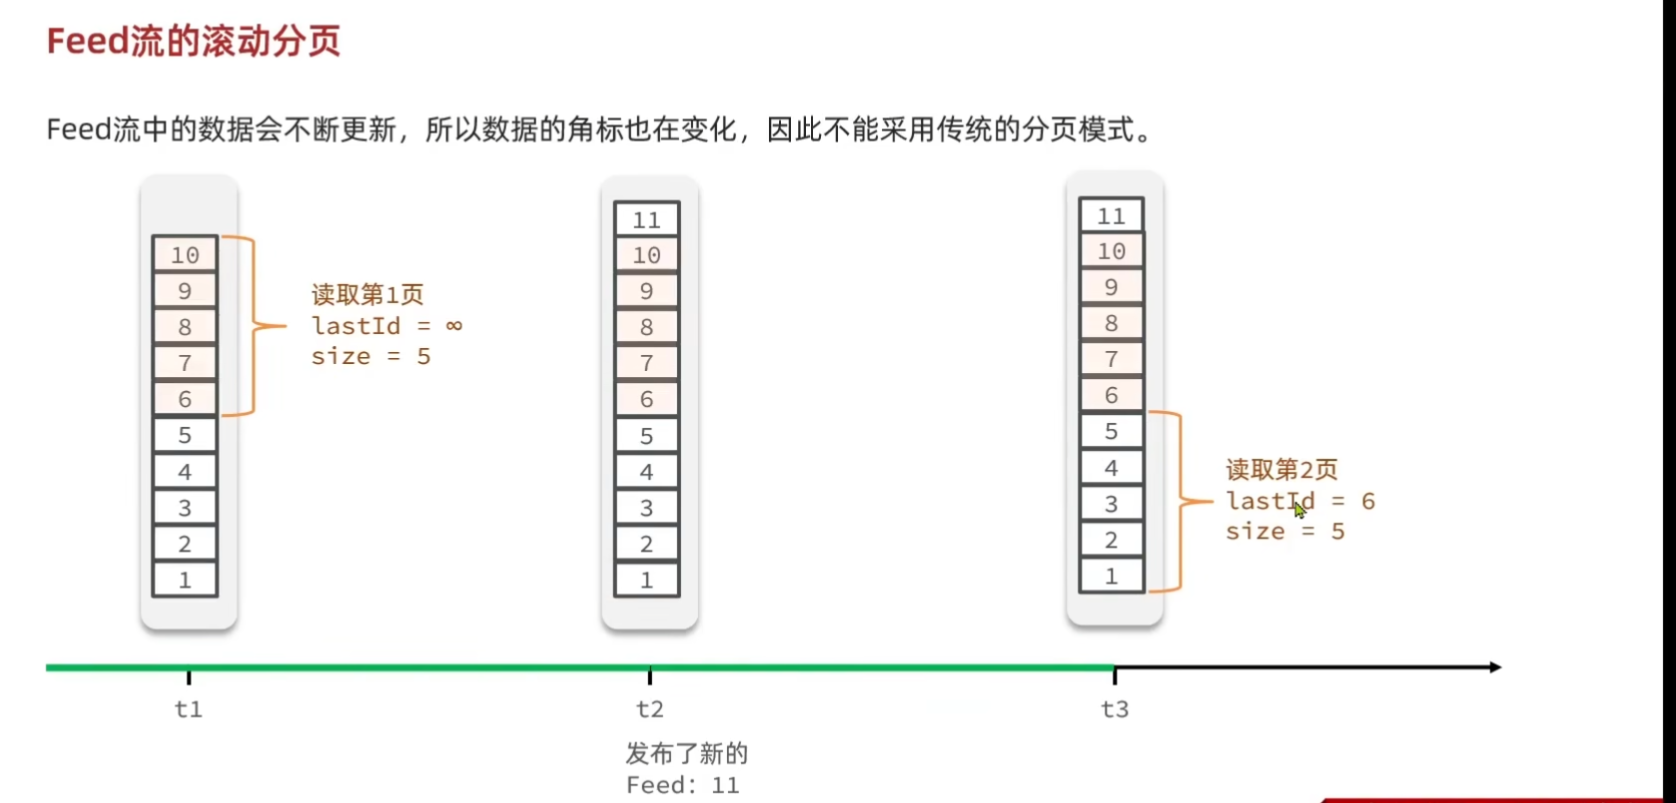 Feed流的滚动分页
Feed流中的数据会不断更新，所以数据的角标也在变化，因此不能采用传统的分页模式。
10
9
8
7
6
5
4
3
2
1
读取第1页
lastId = ∞
size = 5
11
10
9
8
7
6
5
4
3
2
1
11
10
9
8
7
6
5
4
3
2
1
读取第2页
lastId = 6
size = 5
t1
t2
t3
发布了新的
Feed：11